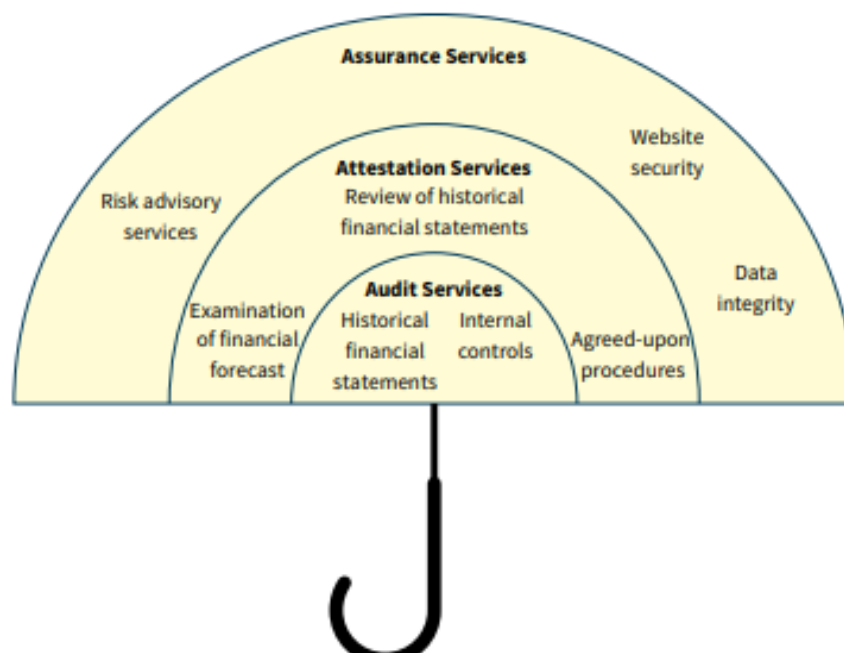 Assurance Services
Website
security
Attestation Services
Review of historical
financial statements
Risk advisory
services
Data
integrity
Audit Services
Historical
financial
statements
Internal
controls
Examination
of financial
forecast
Agreed-upon
procedures